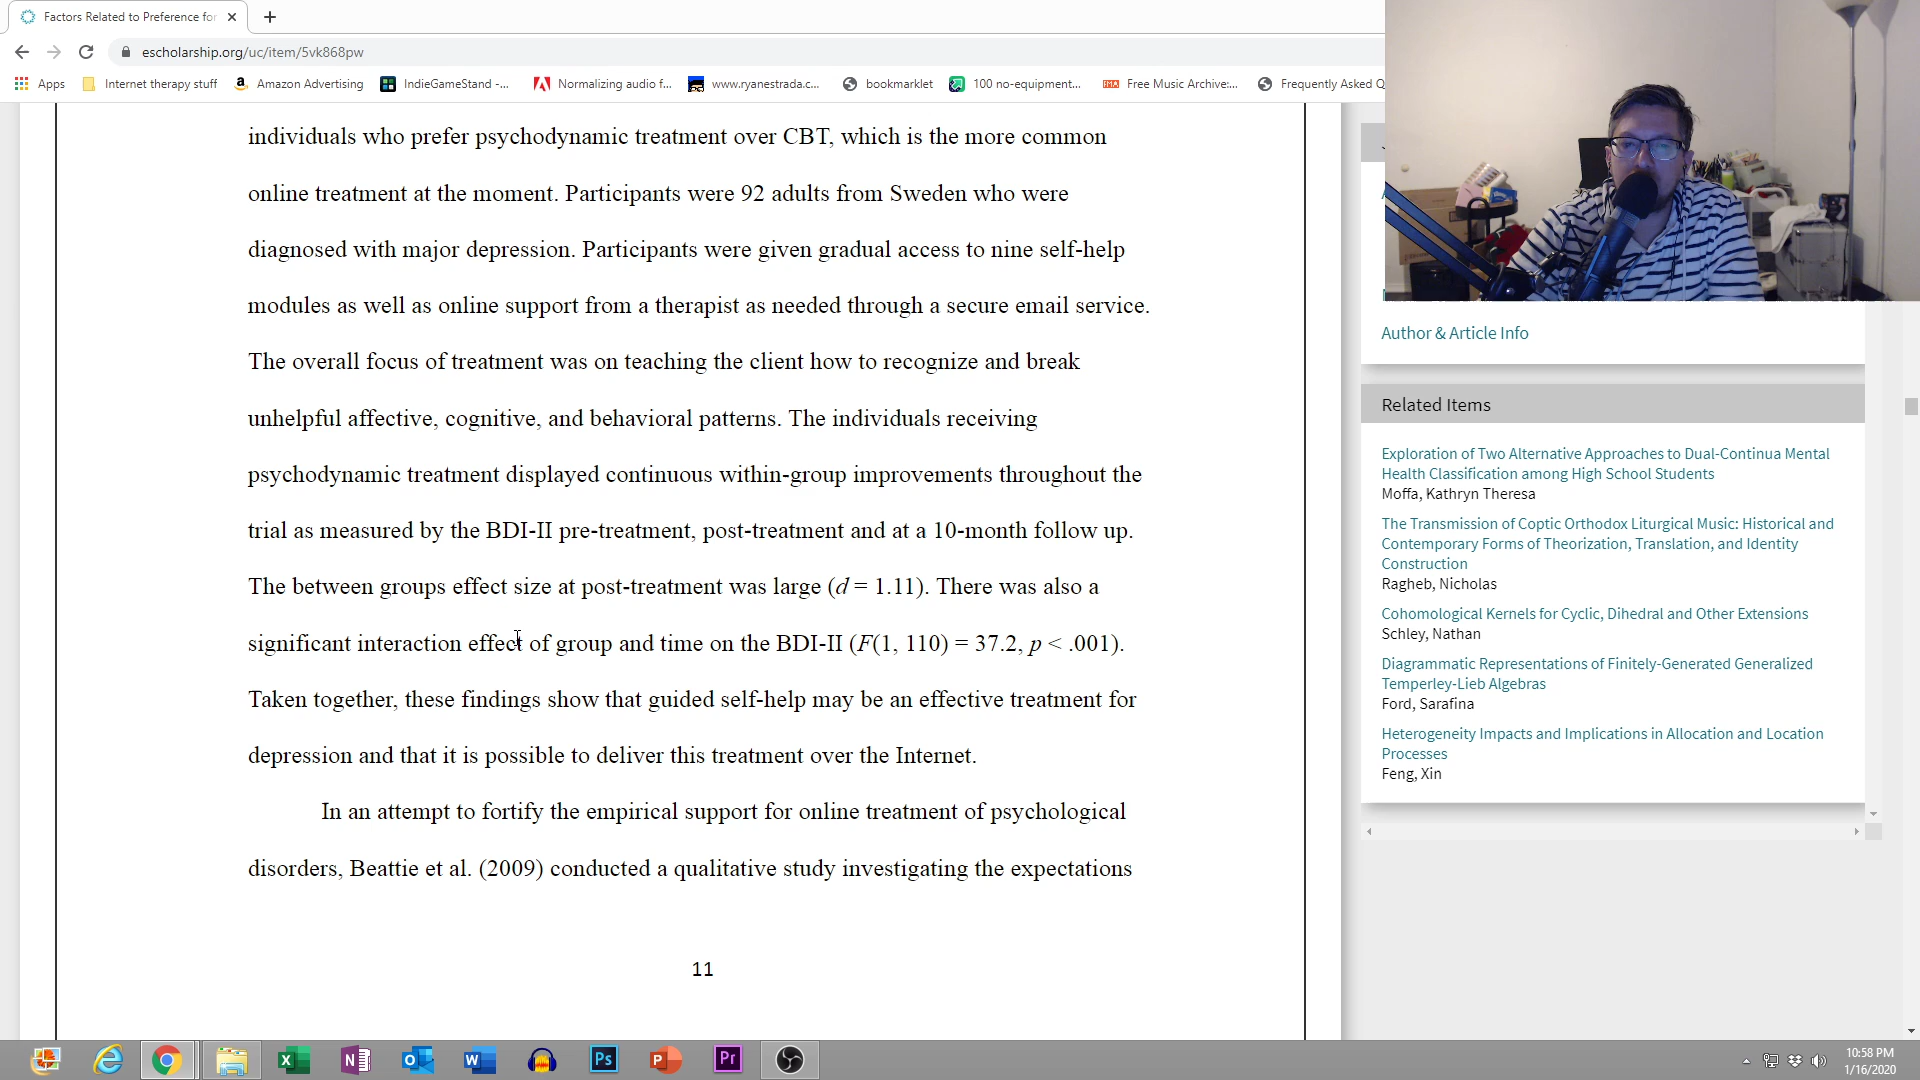 Factors Related to Preference for
escholarship.org/uc/item/5vk868pw
Apps Internet therapy stuff Amazon Advertising IndieGameStand -... Normalizing audio f... www.ryanestrada.c... bookmarklet 100 no-equipment... Free Music Archive:... Frequently Asked Q
individuals who prefer psychodynamic treatment over CBT, which is the more common
online treatment at the moment. Participants were 92 adults from Sweden who were
diagnosed with major depression. Participants were given gradual access to nine self-help
modules as well as online support from a therapist as needed through a secure email service.
The overall focus of treatment was on teaching the client how to recognize and break
unhelpful affective, cognitive, and behavioral patterns. The individuals receiving
psychodynamic treatment displayed continuous within-group improvements throughout the
trial as measured by the BDI-II pre-treatment, post-treatment and at a 10-month follow up.
The between groups effect size at post-treatment was large (d = 1.11). There was also a
significant interaction effect of group and time on the BDI-II (F(1, 110) = 37.2, p < .001).
Taken together, these findings show that guided self-help may be an effective treatment for
depression and that it is possible to deliver this treatment over the Internet.
In an attempt to fortify the empirical support for online treatment of psychological
disorders, Beattie et al. (2009) conducted a qualitative study investigating the expectations
11
Author & Article Info
Related Items
Exploration of Two Alternative Approaches to Dual-Continua Mental
Health Classification among High School Students
Moffa, Kathryn Theresa
The Transmission of Coptic Orthodox Liturgical Music: Historical and
Contemporary Forms of Theorization, Translation, and Identity
Construction
Ragheb, Nicholas
Cohomological Kernels for Cyclic, Dihedral and Other Extensions
Schley, Nathan
Diagrammatic Representations of Finitely-Generated Generalized
Temperley-Lieb Algebras
Ford, Sarafina
Heterogeneity Impacts and Implications in Allocation and Location
Processes
Feng, Xin
10:58 PM
1/16/2020